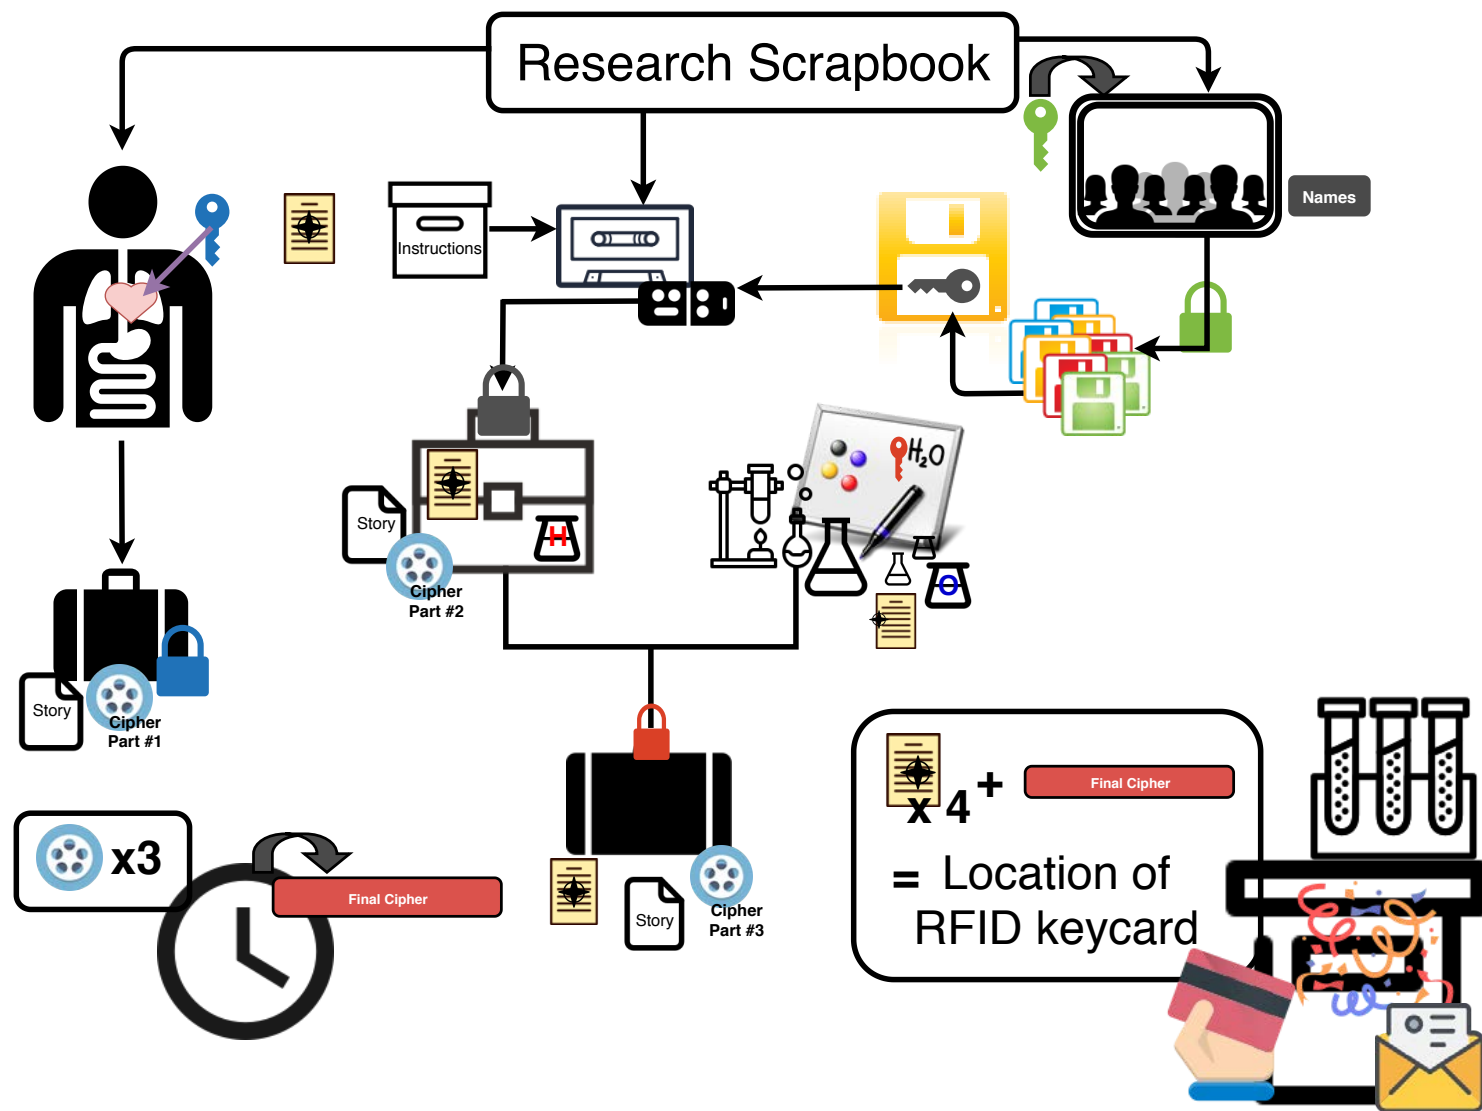 Research Scrapbook
Names
Instructions
H₂O
Story
H
Cipher
Part #2
O
Story
Cipher
Part #1
x 4
+
Final Cipher
= Location of
RFID keycard
x3
Final Cipher
Story
Cipher
Part #3